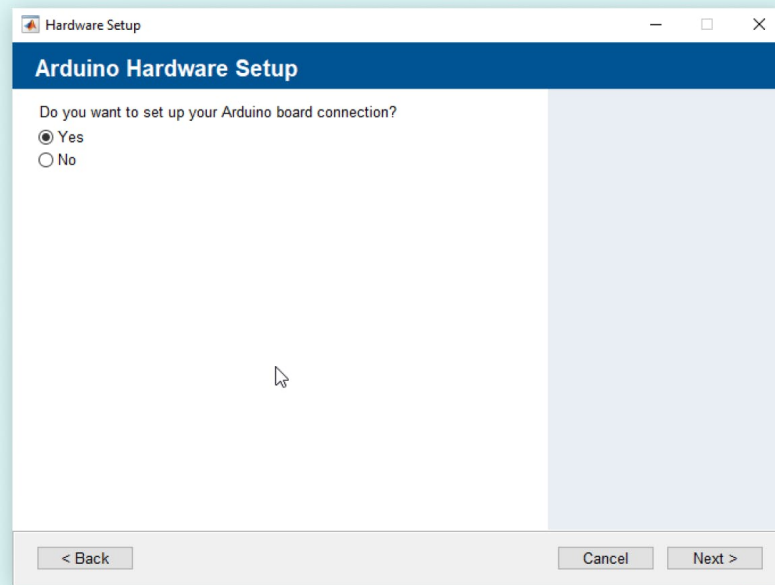 Hardware Setup
Arduino Hardware Setup
Do you want to set up your Arduino board connection?
Yes
No
< Back
Cancel
Next >